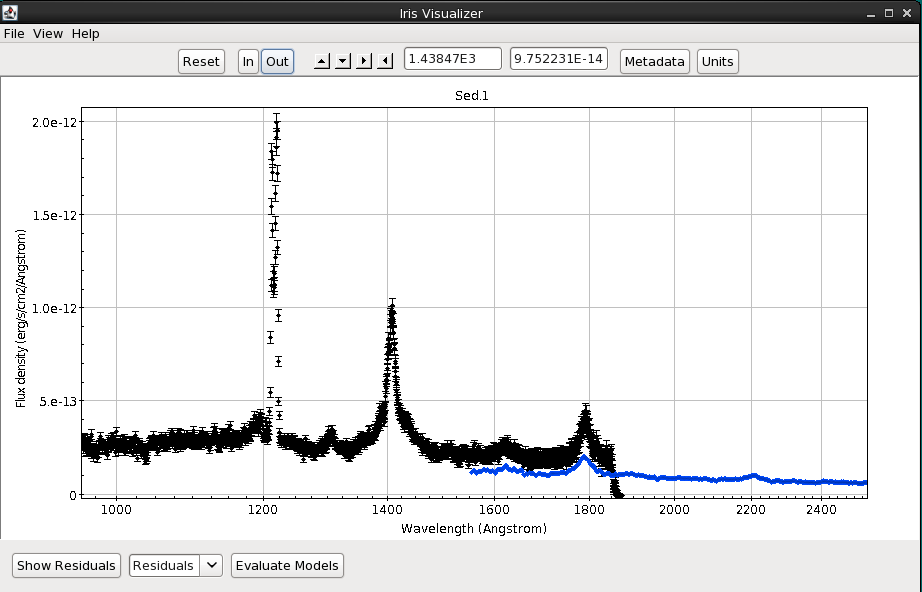 Iris Visualizer
File View Help
Reset In Out 1.43847E3 9.752231E-14 Metadata Units
Sed.1
2.0e-12
1.5e-12
1.0e-12
5.e-13
0
Flux density (erg/s/cm2/Angstrom)
1000 1200 1400 1600 1800 2000 2200 2400
Wavelength (Angstrom)
Show Residuals Residuals Evaluate Models